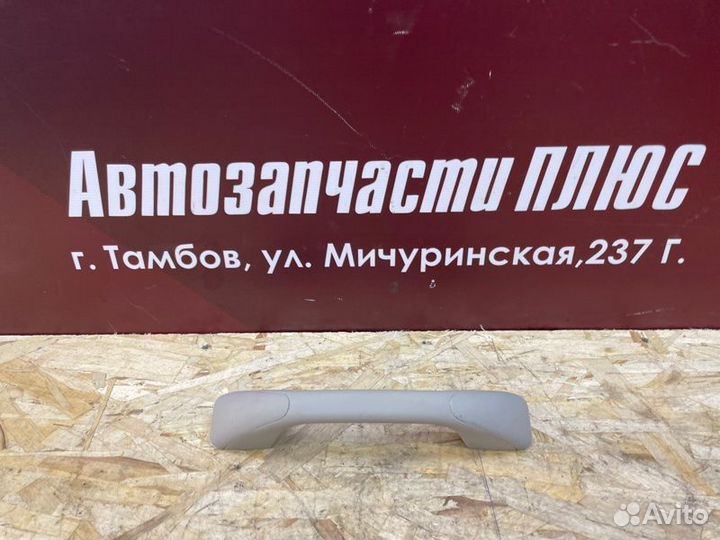 Автозапчасти ПЛЮС
г. Тамбов, ул. Мичуринская,237 Г.
Avito